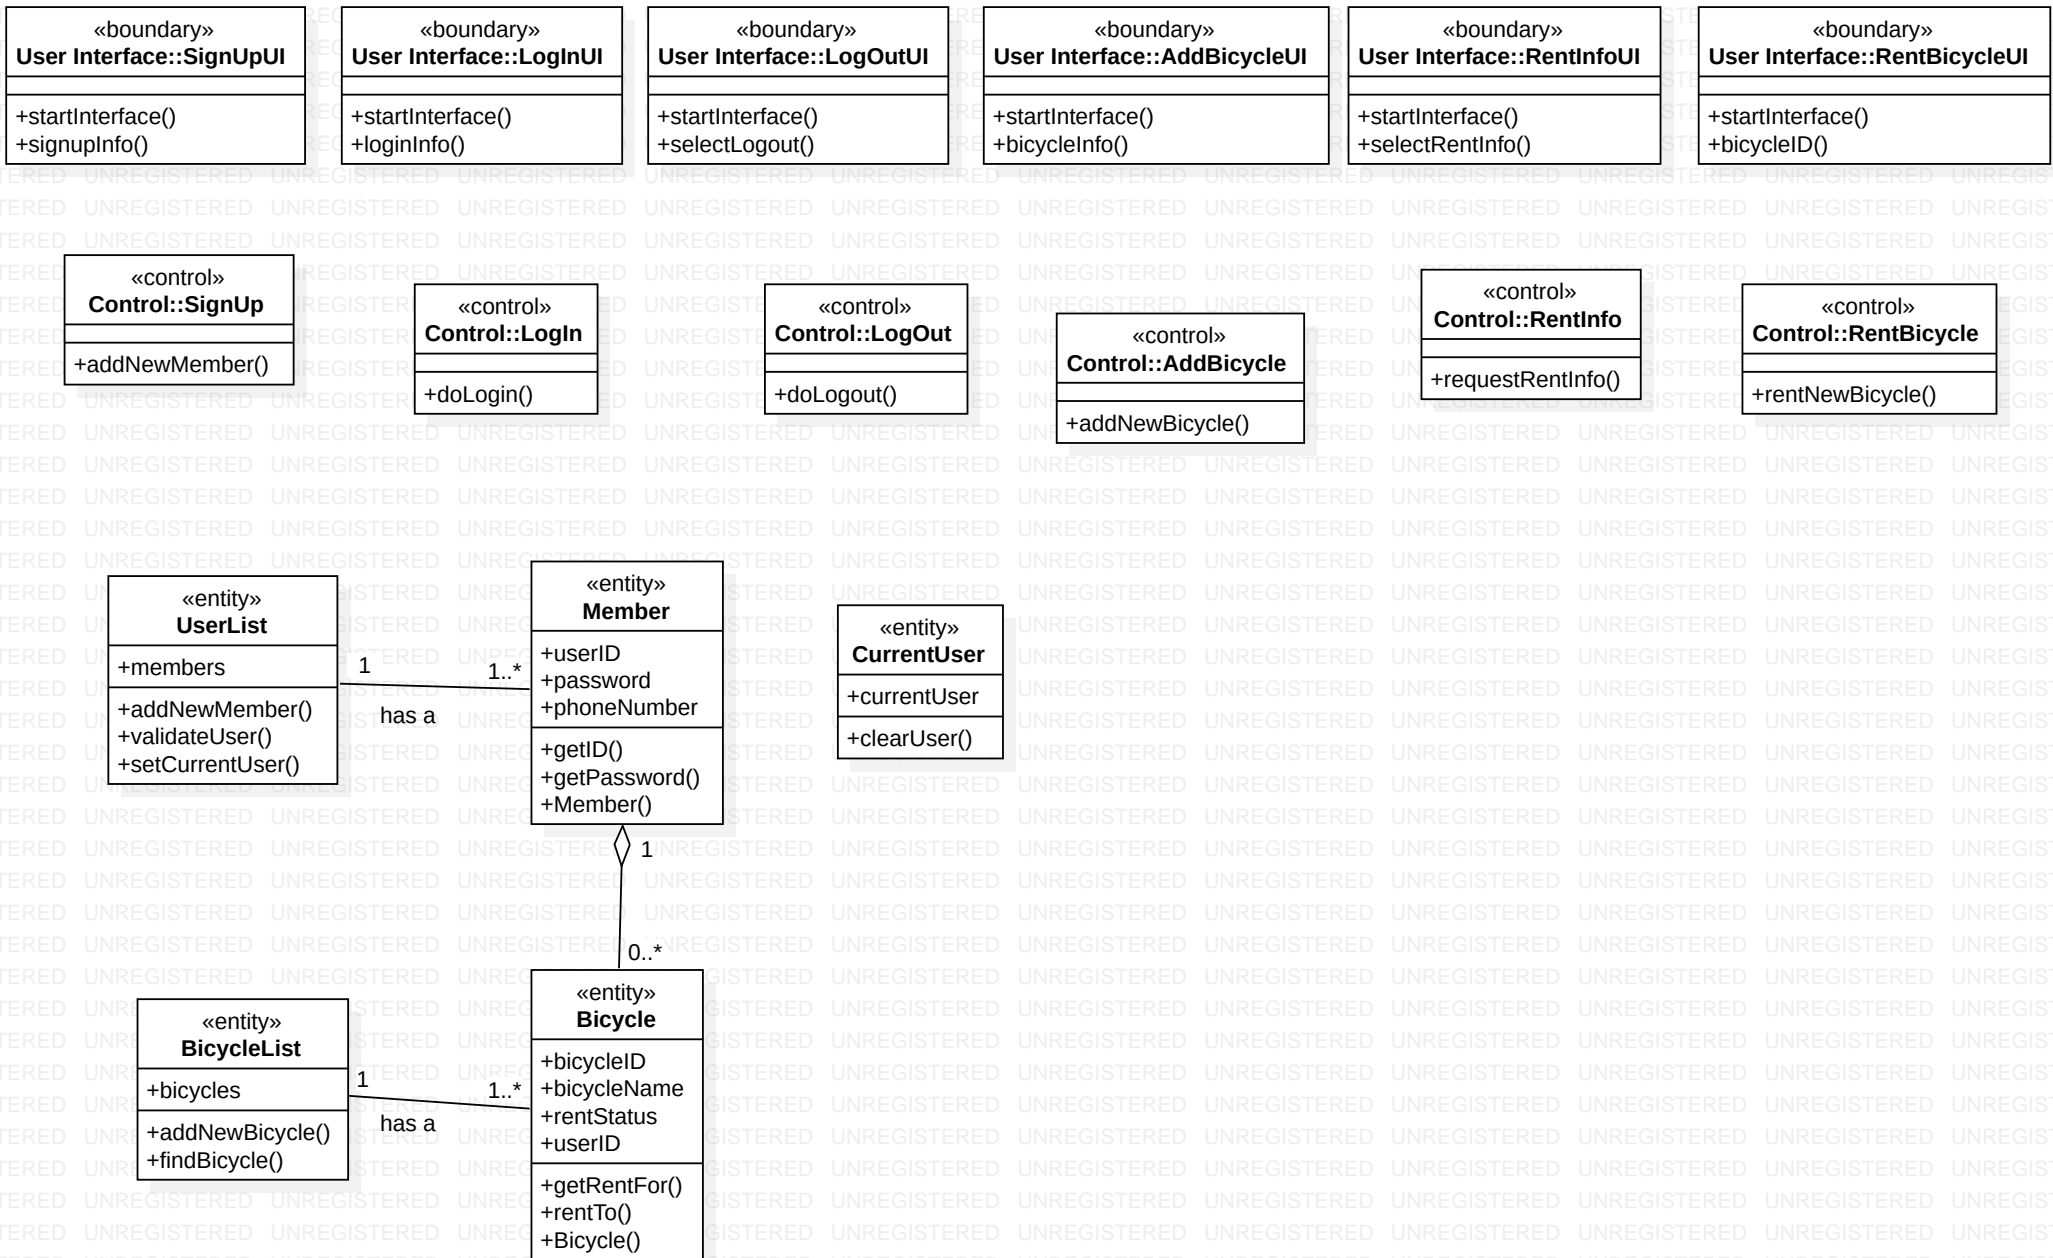 «boundary»
User Interface::SignUpUI
+startInterface()
+signupInfo()
«boundary»
User Interface::LogInUI
+startInterface()
+loginInfo()
«boundary»
User Interface::LogOutUI
+startInterface()
+selectLogout()
«boundary»
User Interface::AddBicycleUI
+startInterface()
+bicycleInfo()
«boundary»
User Interface::RentInfoUI
+startInterface()
+selectRentInfo()
«boundary»
User Interface::RentBicycleUI
+startInterface()
+bicycleID()
«control»
Control::SignUp
+addNewMember()
«control»
Control::LogIn
+doLogin()
«control»
Control::LogOut
+doLogout()
«control»
Control::AddBicycle
+addNewBicycle()
«control»
Control::RentInfo
+requestRentInfo()
«control»
Control::RentBicycle
+rentNewBicycle()
«entity»
UserList
+members
+addNewMember()
+validateUser()
+setCurrentUser()
1
1..*
has a
«entity»
Member
+userID
+password
+phoneNumber
+getID()
+getPassword()
+Member()
«entity»
CurrentUser
+currentUser
+clearUser()
1
0..*
«entity»
BicycleList
+bicycles
+addNewBicycle()
+findBicycle()
1
1..*
has a
«entity»
Bicycle
+bicycleID
+bicycleName
+rentStatus
+userID
+getRentFor()
+rentTo()
+Bicycle()
UNREGISTERED